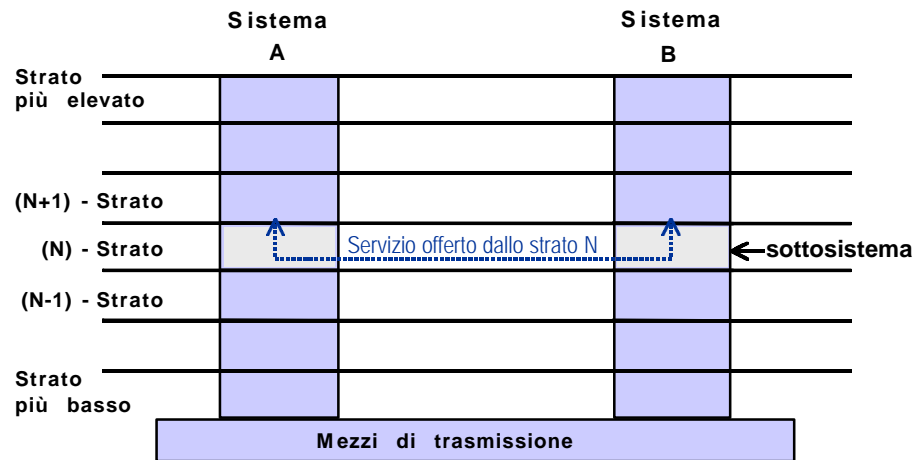 Sistema
A
Sistema
B
Strato
più elevato
(N+1) - Strato
(N) - Strato
Servizio offerto dallo strato N
sottosistema
(N-1) - Strato
Strato
più basso
Mezzi di trasmissione